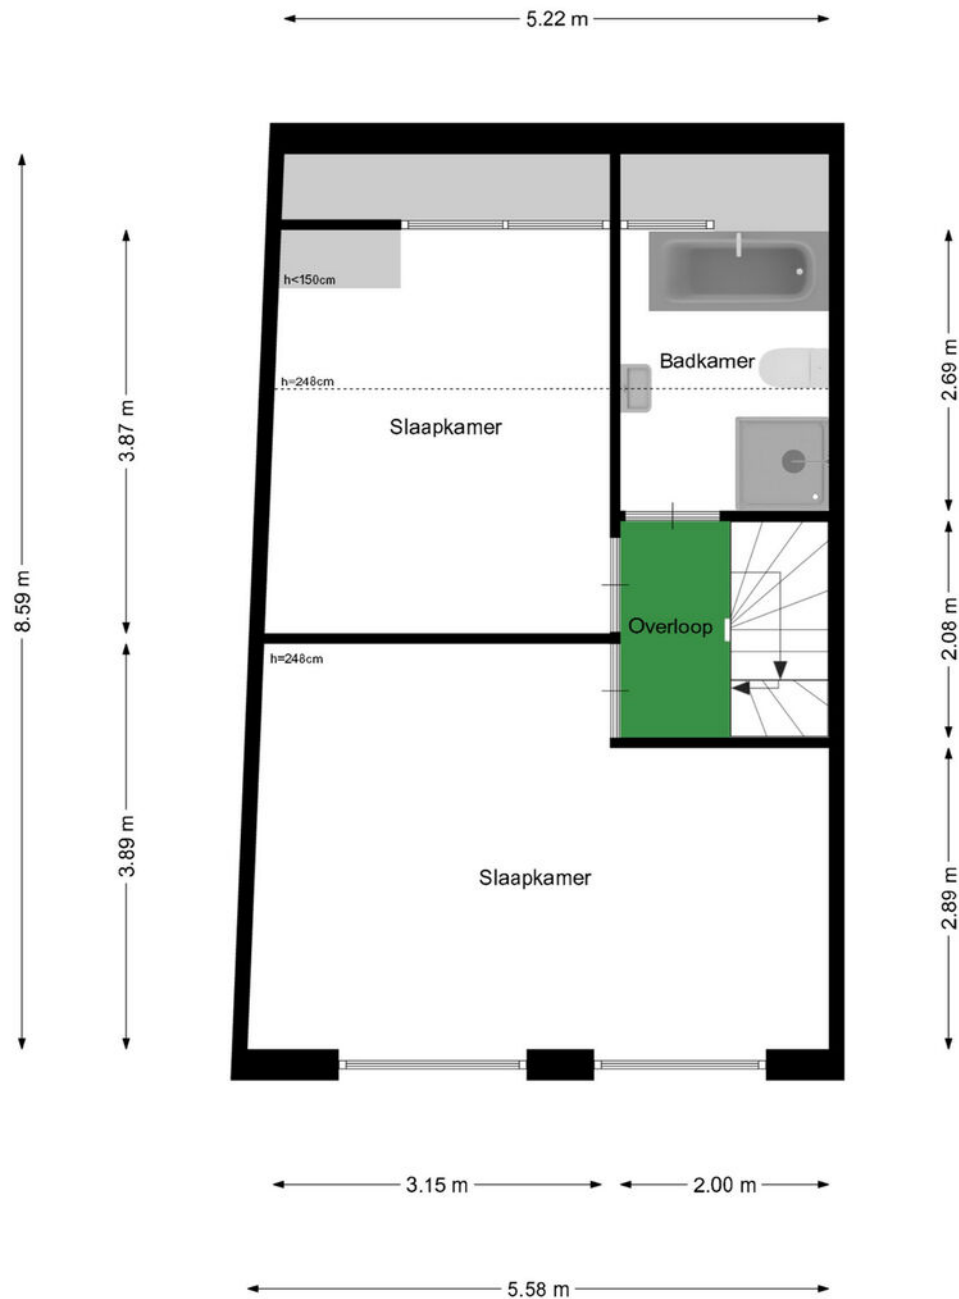 5.22 m
h<150cm
Badkamer
2.69 m
h=248cm
3.87 m
Slaapkamer
8.59 m
Overloop
2.08 m
h=248cm
3.89 m
Slaapkamer
2.89 m
3.15 m
2.00 m
5.58 m